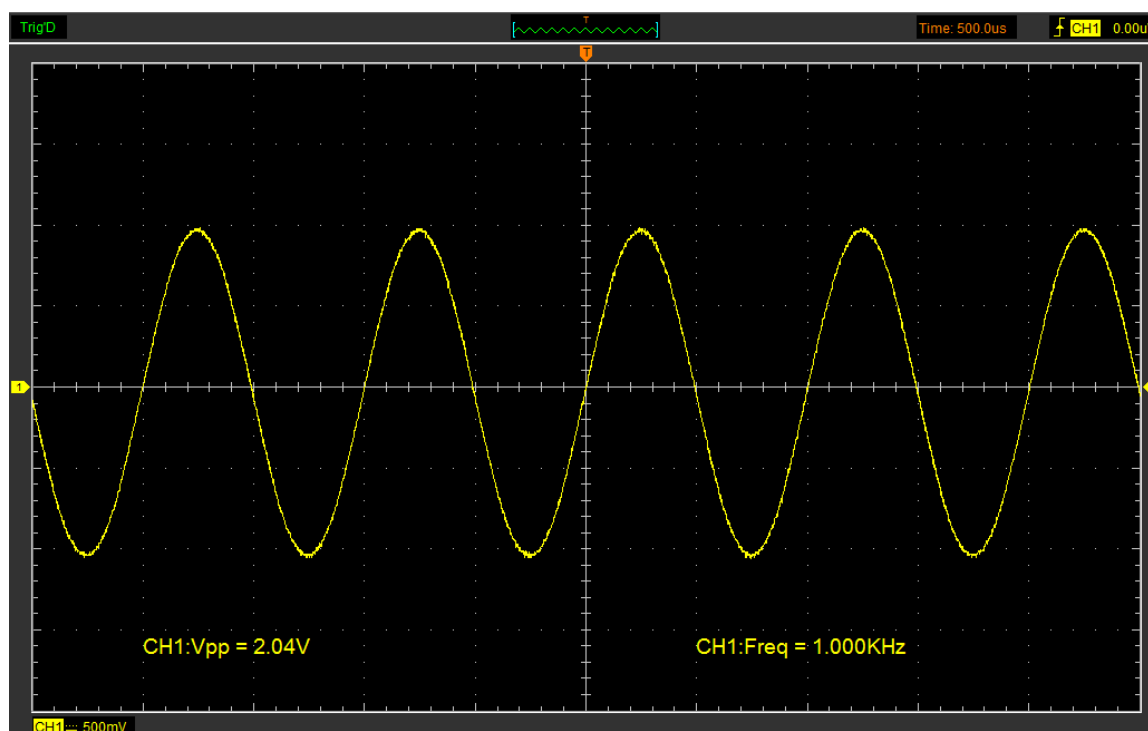 Trig'D
T
Time: 500.0us
CH1 0.00u
T
1
CH1:Vpp = 2.04V
CH1:Freq = 1.000KHz
CH1 500mV